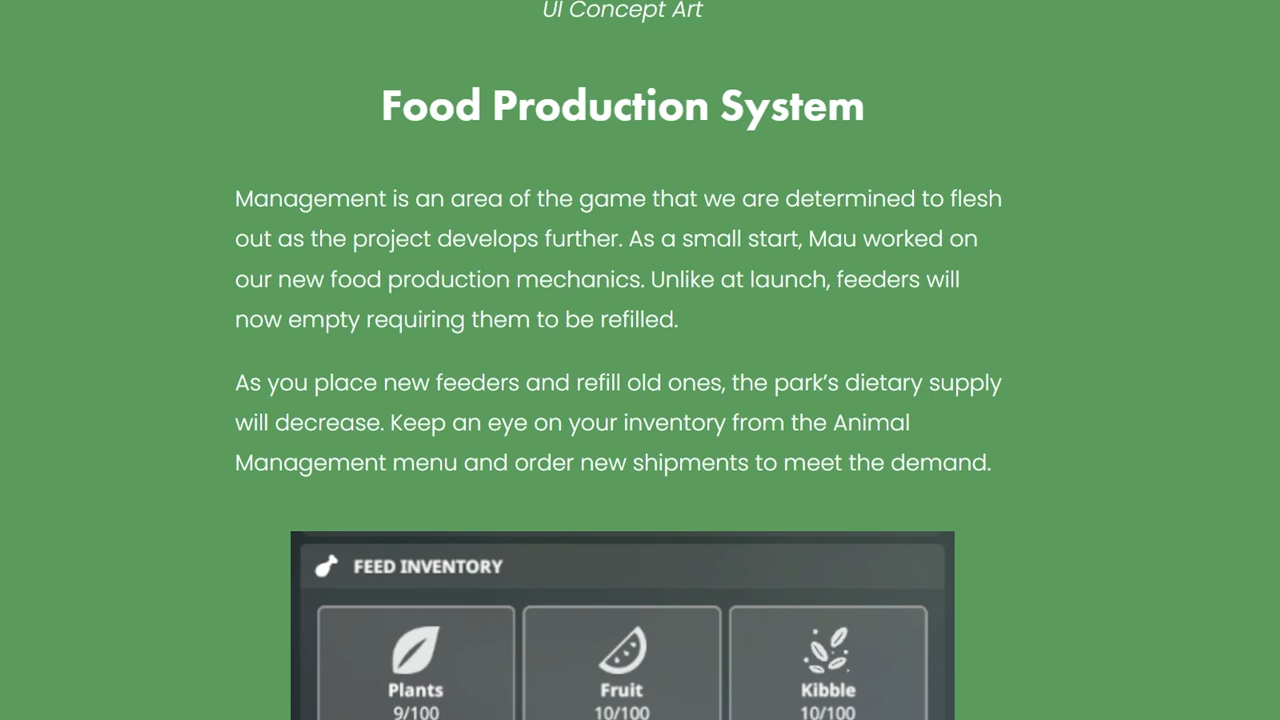 UI Concept Art
Food Production System
Management is an area of the game that we are determined to flesh
out as the project develops further. As a small start, Mau worked on
our new food production mechanics. Unlike at launch, feeders will
now empty requiring them to be refilled.
As you place new feeders and refill old ones, the park’s dietary supply
will decrease. Keep an eye on your inventory from the Animal
Management menu and order new shipments to meet the demand.
FEED INVENTORY
Plants Fruit Kibble
9/100 10/100 10/100